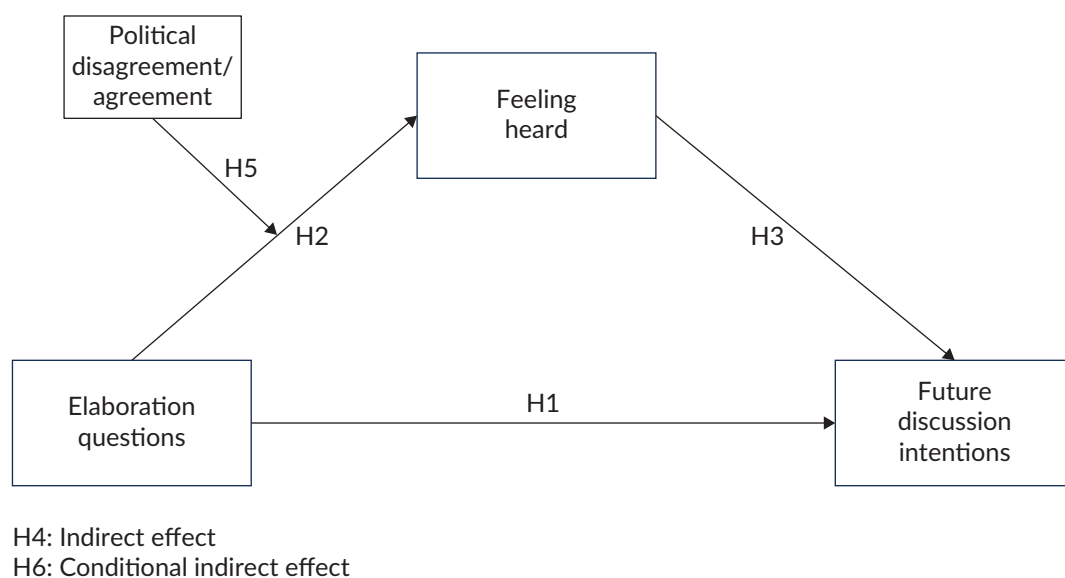 Political
disagreement/
agreement
Feeling
heard
H5
H2
H3
Elaboration
questions
H1
Future
discussion
intentions
H4: Indirect effect
H6: Conditional indirect effect